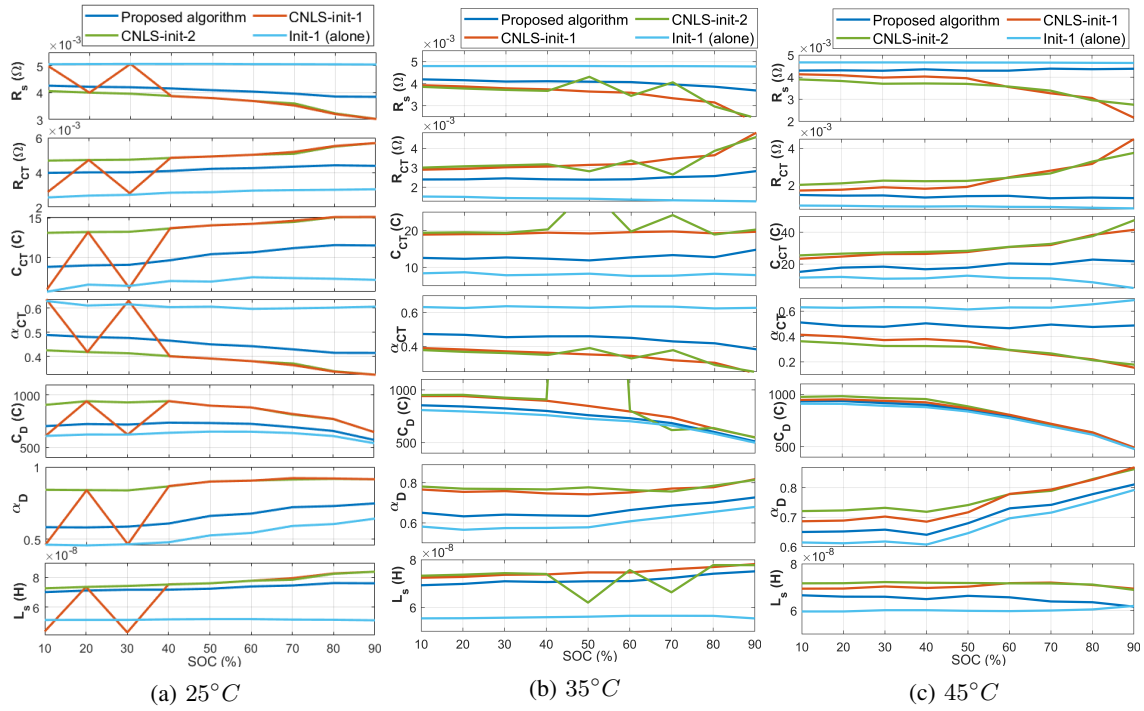 Proposed algorithm
CNLS-init-1
CNLS-init-2
Init-1 (alone)
×10⁻³
R_s (Ω)
5
4
3
×10⁻³
R_CT (Ω)
6
4
2
C_CT (C)
15
10
α_CT
0.6
0.5
0.4
C_D (C)
1000
500
α_D
1
0.5
×10⁻⁸
L_s (H)
8
6
10 20 30 40 50 60 70 80 90
SOC (%)
(a) 25°C
Proposed algorithm
CNLS-init-2
CNLS-init-1
Init-1 (alone)
×10⁻³
R_s (Ω)
5
4
3
×10⁻³
R_CT (Ω)
4
2
C_CT (C)
20
10
α_CT
0.6
0.4
C_D (C)
1000
500
α_D
0.8
0.6
×10⁻⁸
L_s (H)
8
6
10 20 30 40 50 60 70 80 90
SOC (%)
(b) 35°C
Proposed algorithm
CNLS-init-1
CNLS-init-2
Init-1 (alone)
×10⁻³
R_s (Ω)
5
4
3
2
×10⁻³
R_CT (Ω)
4
2
C_CT (C)
40
20
α_CT
0.6
0.4
0.2
C_D (C)
1000
500
α_D
0.8
0.7
0.6
×10⁻⁸
L_s (H)
8
6
10 20 30 40 50 60 70 80 90
SOC (%)
(c) 45°C